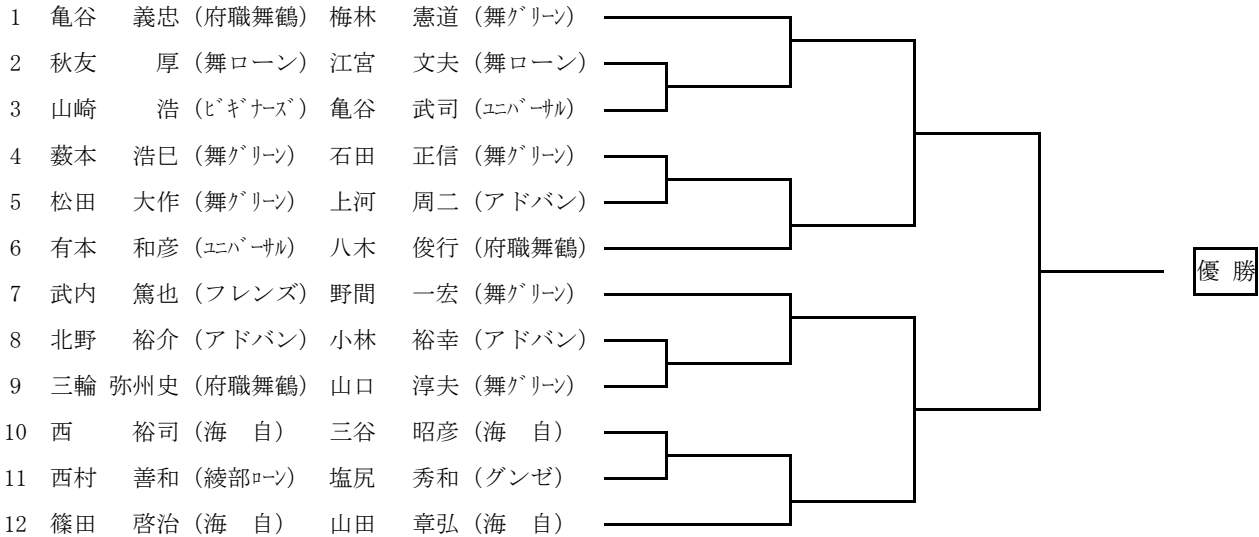 1 亀谷 義忠 (府職舞鶴) 梅林 憲道 (舞ｸﾞﾘｰﾝ)
2 秋友 厚 (舞ローン) 江宮 文夫 (舞ローン)
3 山崎 浩 (ﾋﾞｷﾞﾅｰｽﾞ) 亀谷 武司 (ﾕﾆﾊﾞｰｻﾙ)
4 薮本 浩巳 (舞ｸﾞﾘｰﾝ) 石田 正信 (舞ｸﾞﾘｰﾝ)
5 松田 大作 (舞ｸﾞﾘｰﾝ) 上河 周二 (アドバン)
6 有本 和彦 (ﾕﾆﾊﾞｰｻﾙ) 八木 俊行 (府職舞鶴)
優 勝
7 武内 篤也 (フレンズ) 野間 一宏 (舞ｸﾞﾘｰﾝ)
8 北野 裕介 (アドバン) 小林 裕幸 (アドバン)
9 三輪 弥州史 (府職舞鶴) 山口 淳夫 (舞ｸﾞﾘｰﾝ)
10 西 裕司 (海 自) 三谷 昭彦 (海 自)
11 西村 善和 (綾部ﾛｰﾝ) 塩尻 秀和 (グンゼ)
12 篠田 啓治 (海 自) 山田 章弘 (海 自)